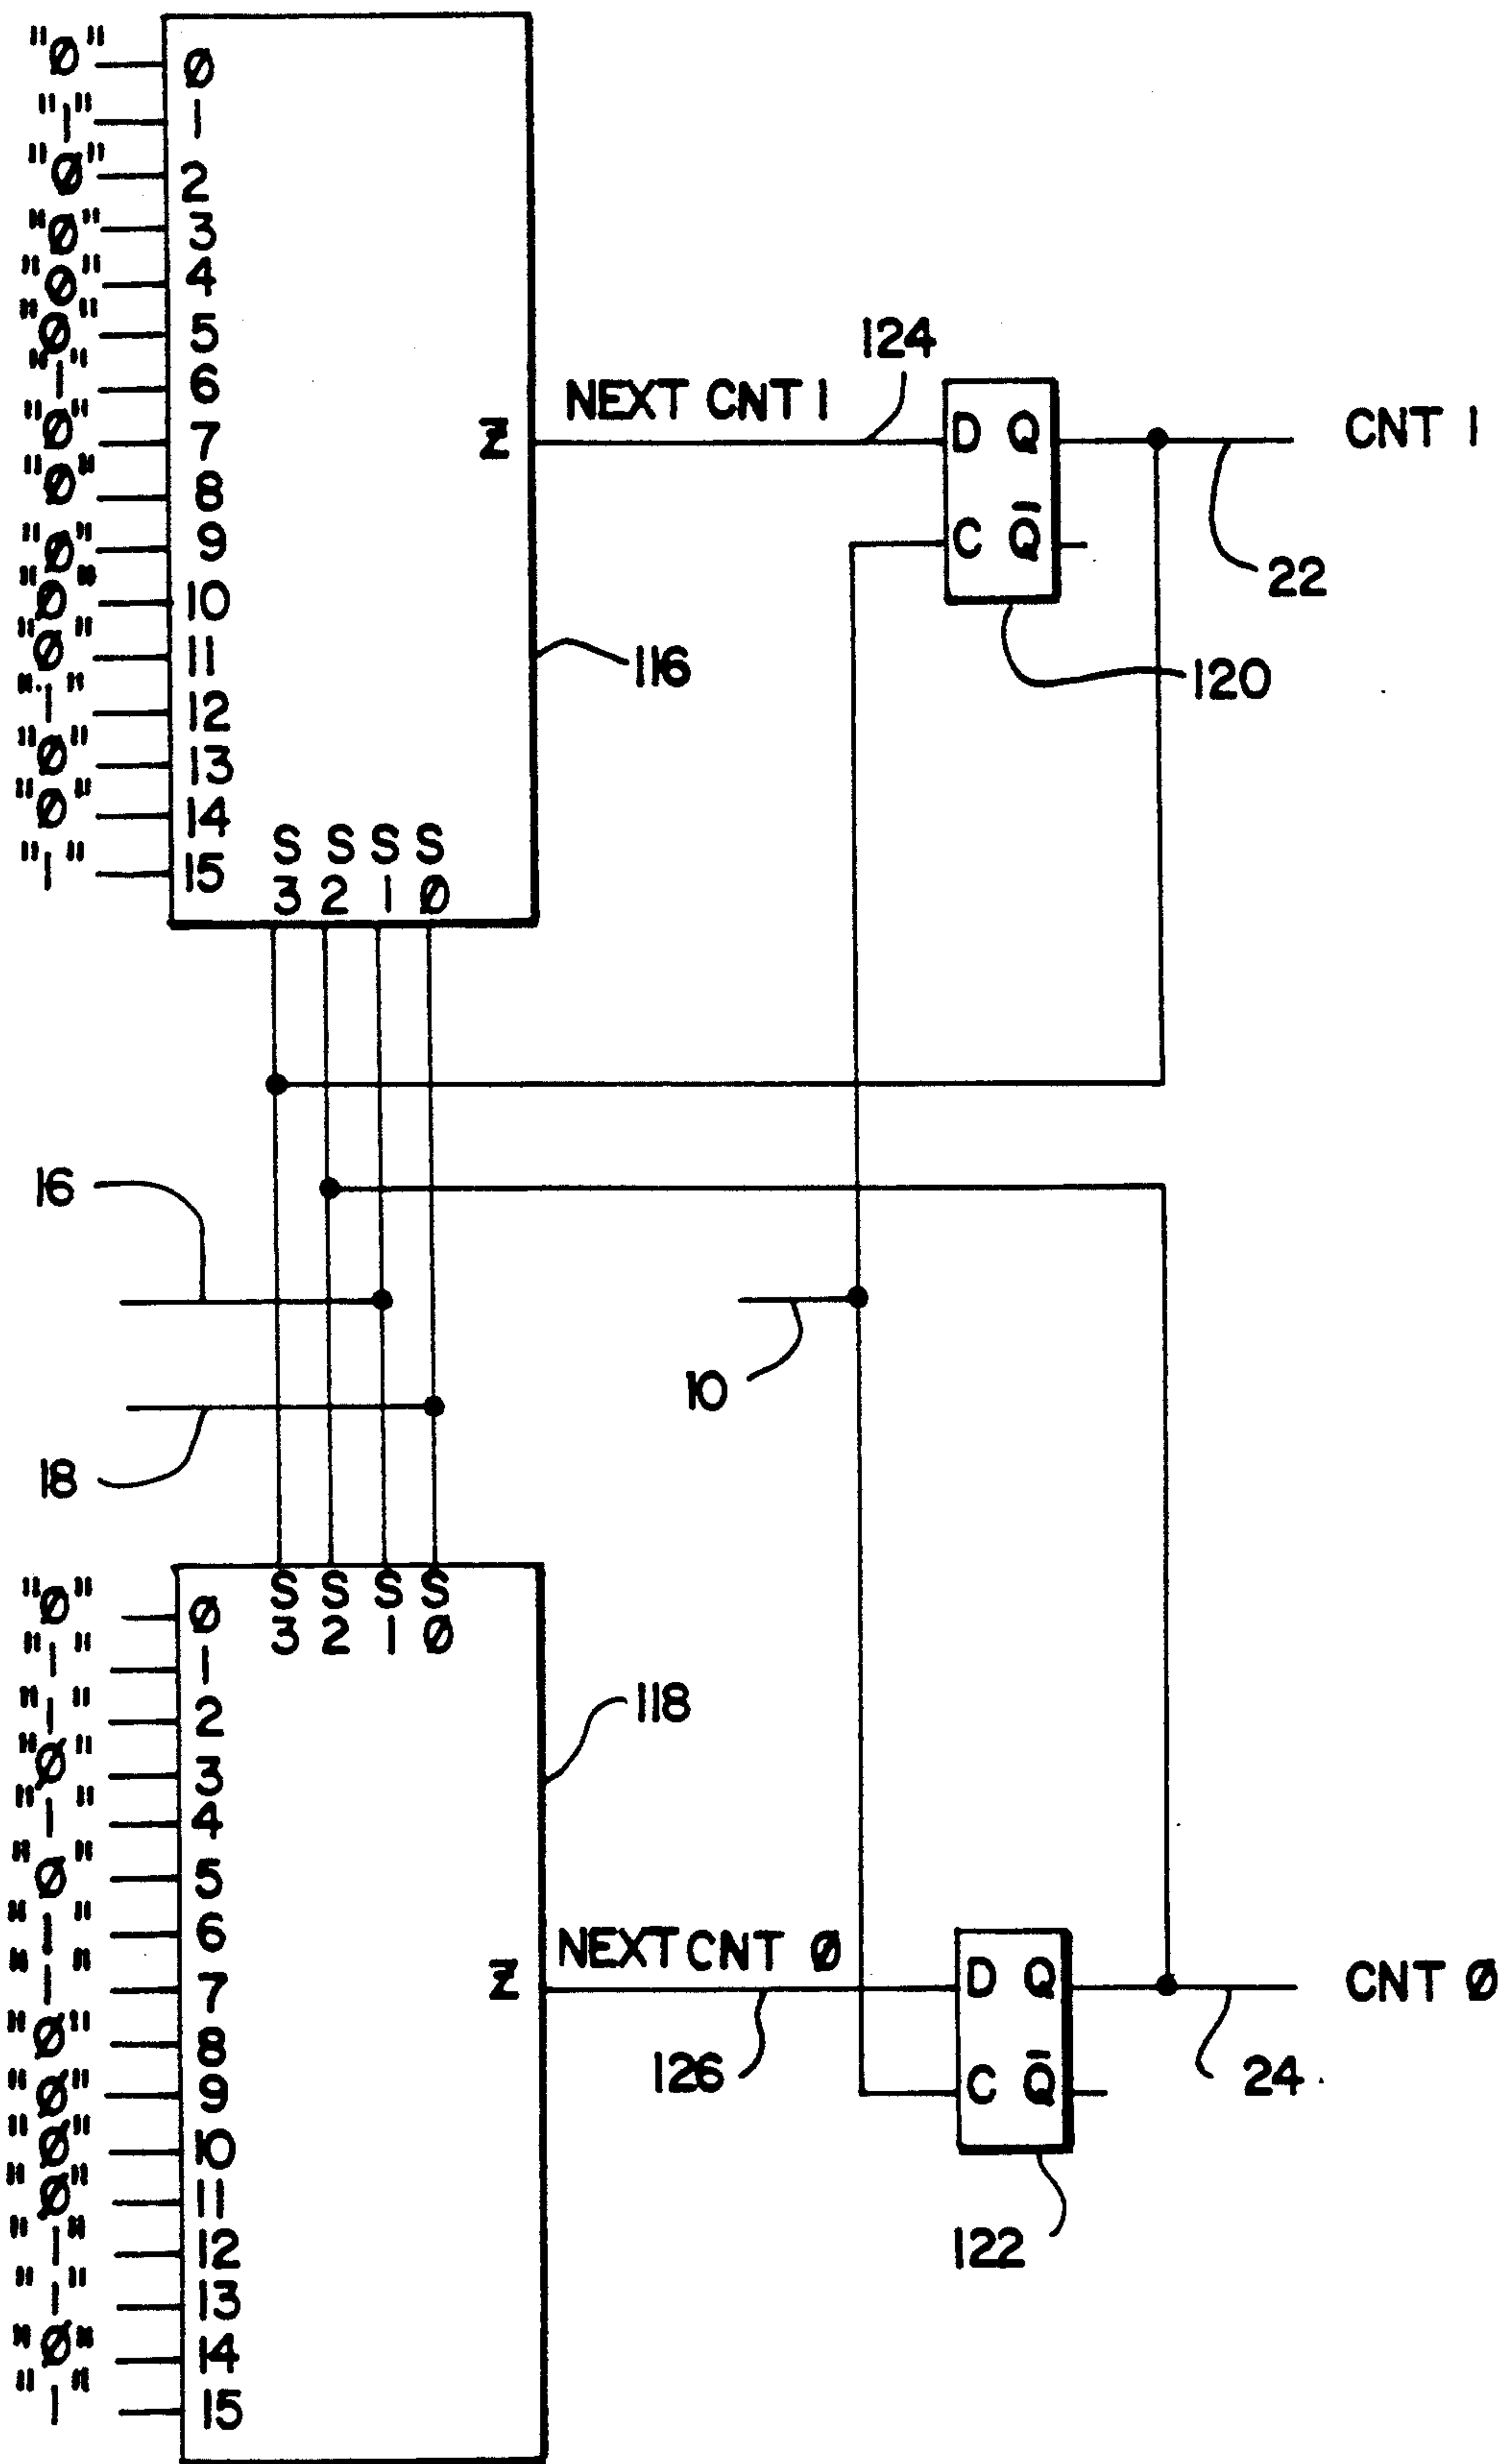 "Ø" Ø
"1" 1
"Ø" 2
"Ø" 3
"Ø" 4
"Ø" 5
"1" 6
"Ø" 7
"Ø" 8
"Ø" 9
"Ø" 10
"Ø" 11
"1" 12
"Ø" 13
"Ø" 14
"1" 15
S S S S
3 2 1 Ø
Z
NEXT CNT 1
124
D Q
C Q̄
CNT 1
22
116
120
16
18
10
S S S S
3 2 1 Ø
"Ø" Ø
"1" 1
"1" 2
"Ø" 3
"1" 4
"Ø" 5
"1" 6
"1" 7
"Ø" 8
"Ø" 9
"Ø" 10
"Ø" 11
"1" 12
"1" 13
"Ø" 14
"1" 15
118
Z
NEXT CNT Ø
126
D Q
C Q̄
CNT Ø
24
122